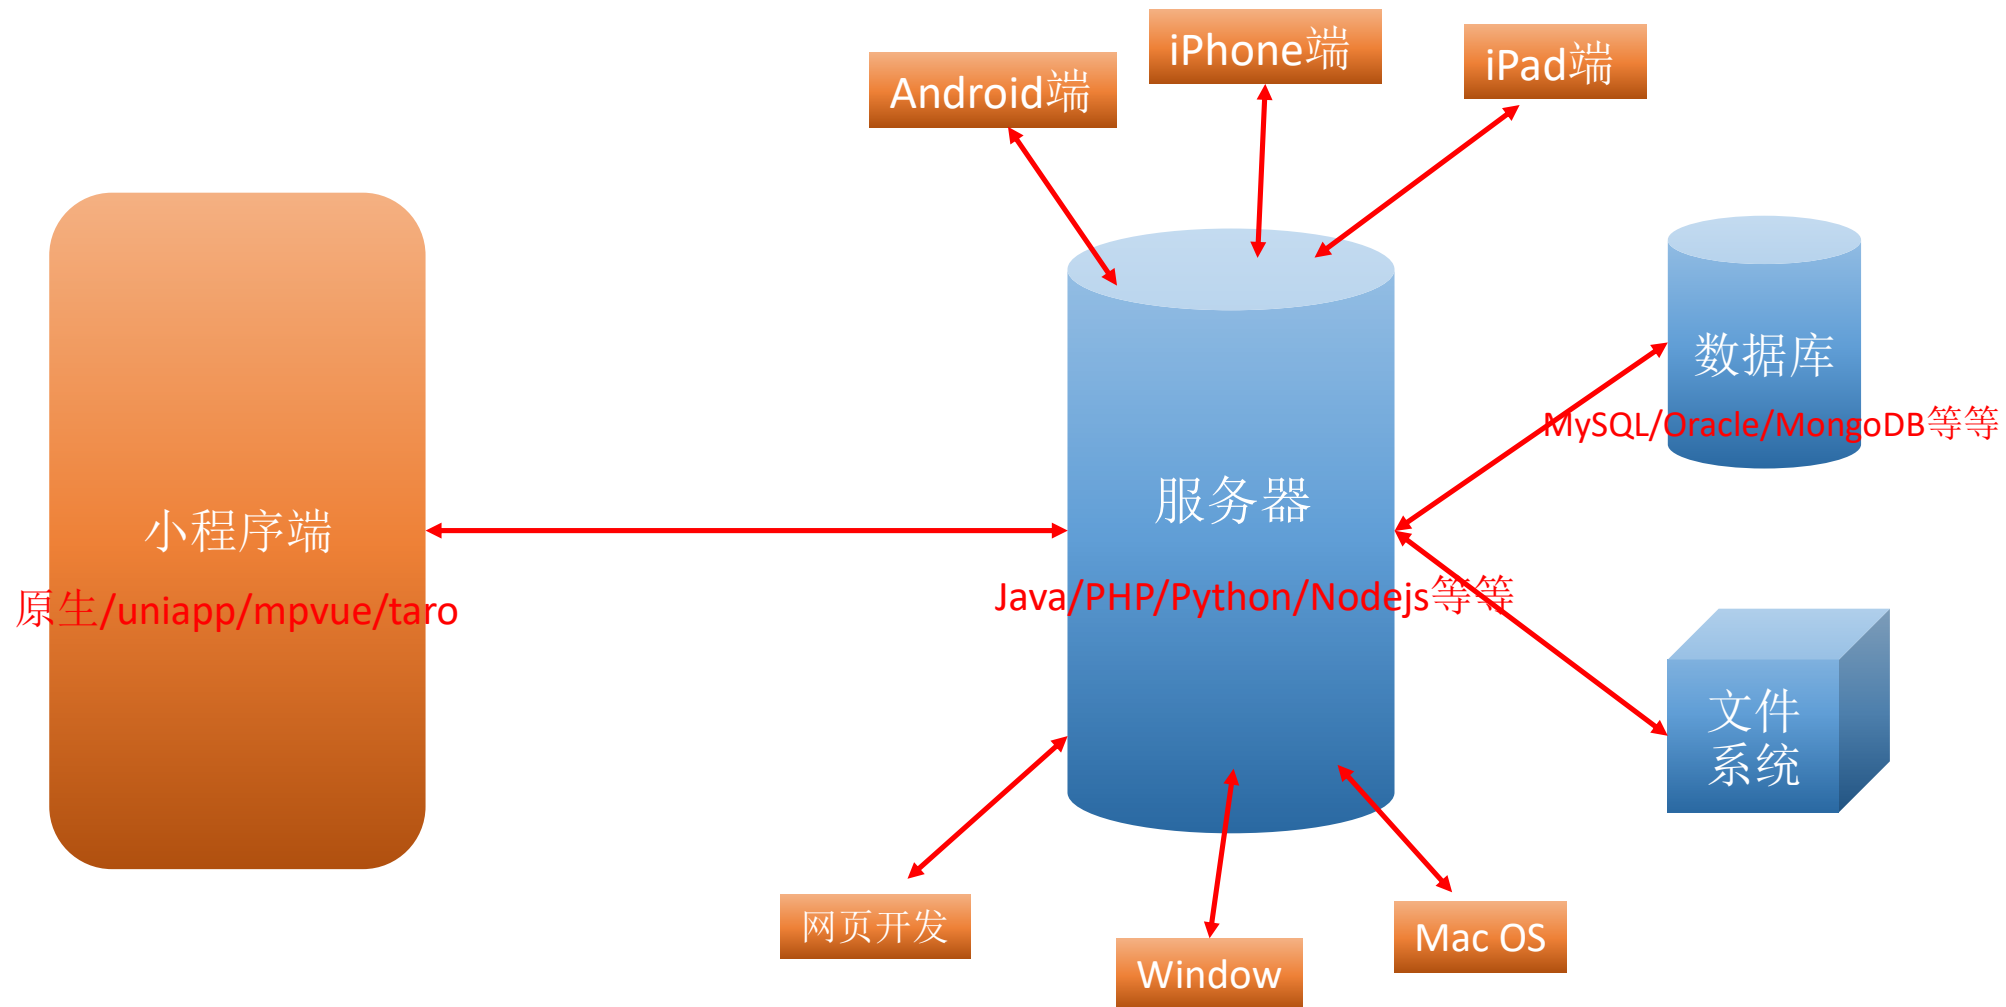 iPhone端
iPad端
Android端
数据库
MySQL/Oracle/MongoDB等等
服务器
小程序端
Java/PHP/Python/Nodejs等等
原生/uniapp/mpvue/taro
文件
系统
网页开发
Mac OS
Window